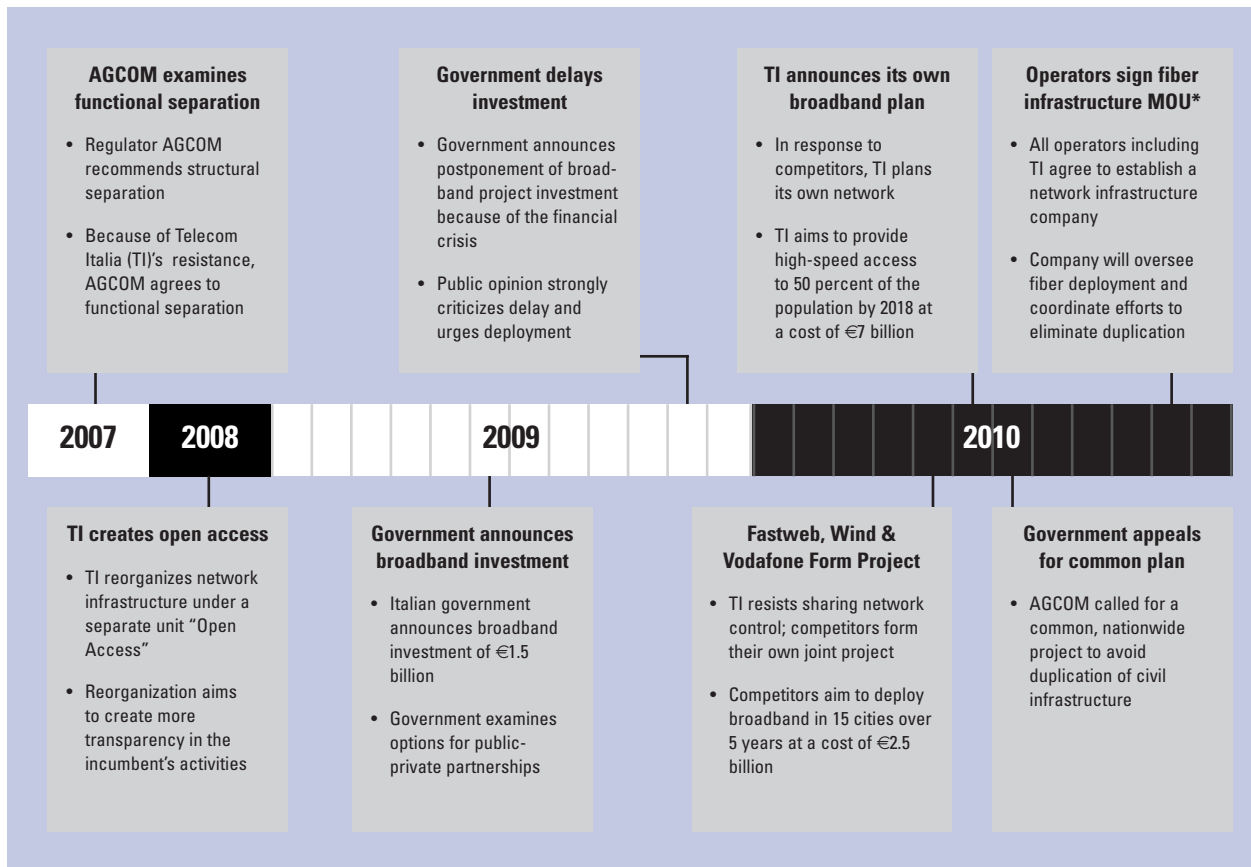 AGCOM examines
functional separation
• Regulator AGCOM
recommends structural
separation
• Because of Telecom
Italia (TI)'s resistance,
AGCOM agrees to
functional separation
Government delays
investment
• Government announces
postponement of broad-
band project investment
because of the financial
crisis
• Public opinion strongly
criticizes delay and
urges deployment
TI announces its own
broadband plan
• In response to
competitors, TI plans
its own network
• TI aims to provide
high-speed access
to 50 percent of the
population by 2018 at
a cost of €7 billion
Operators sign fiber
infrastructure MOU*
• All operators including
TI agree to establish a
network infrastructure
company
• Company will oversee
fiber deployment and
coordinate efforts to
eliminate duplication
2007 2008 2009 2010
TI creates open access
• TI reorganizes network
infrastructure under a
separate unit "Open
Access"
• Reorganization aims
to create more
transparency in the
incumbent's activities
Government announces
broadband investment
• Italian government
announces broadband
investment of €1.5
billion
• Government examines
options for public-
private partnerships
Fastweb, Wind &
Vodafone Form Project
• TI resists sharing network
control; competitors form
their own joint project
• Competitors aim to deploy
broadband in 15 cities over
5 years at a cost of €2.5
billion
Government appeals
for common plan
• AGCOM called for a
common, nationwide
project to avoid
duplication of civil
infrastructure